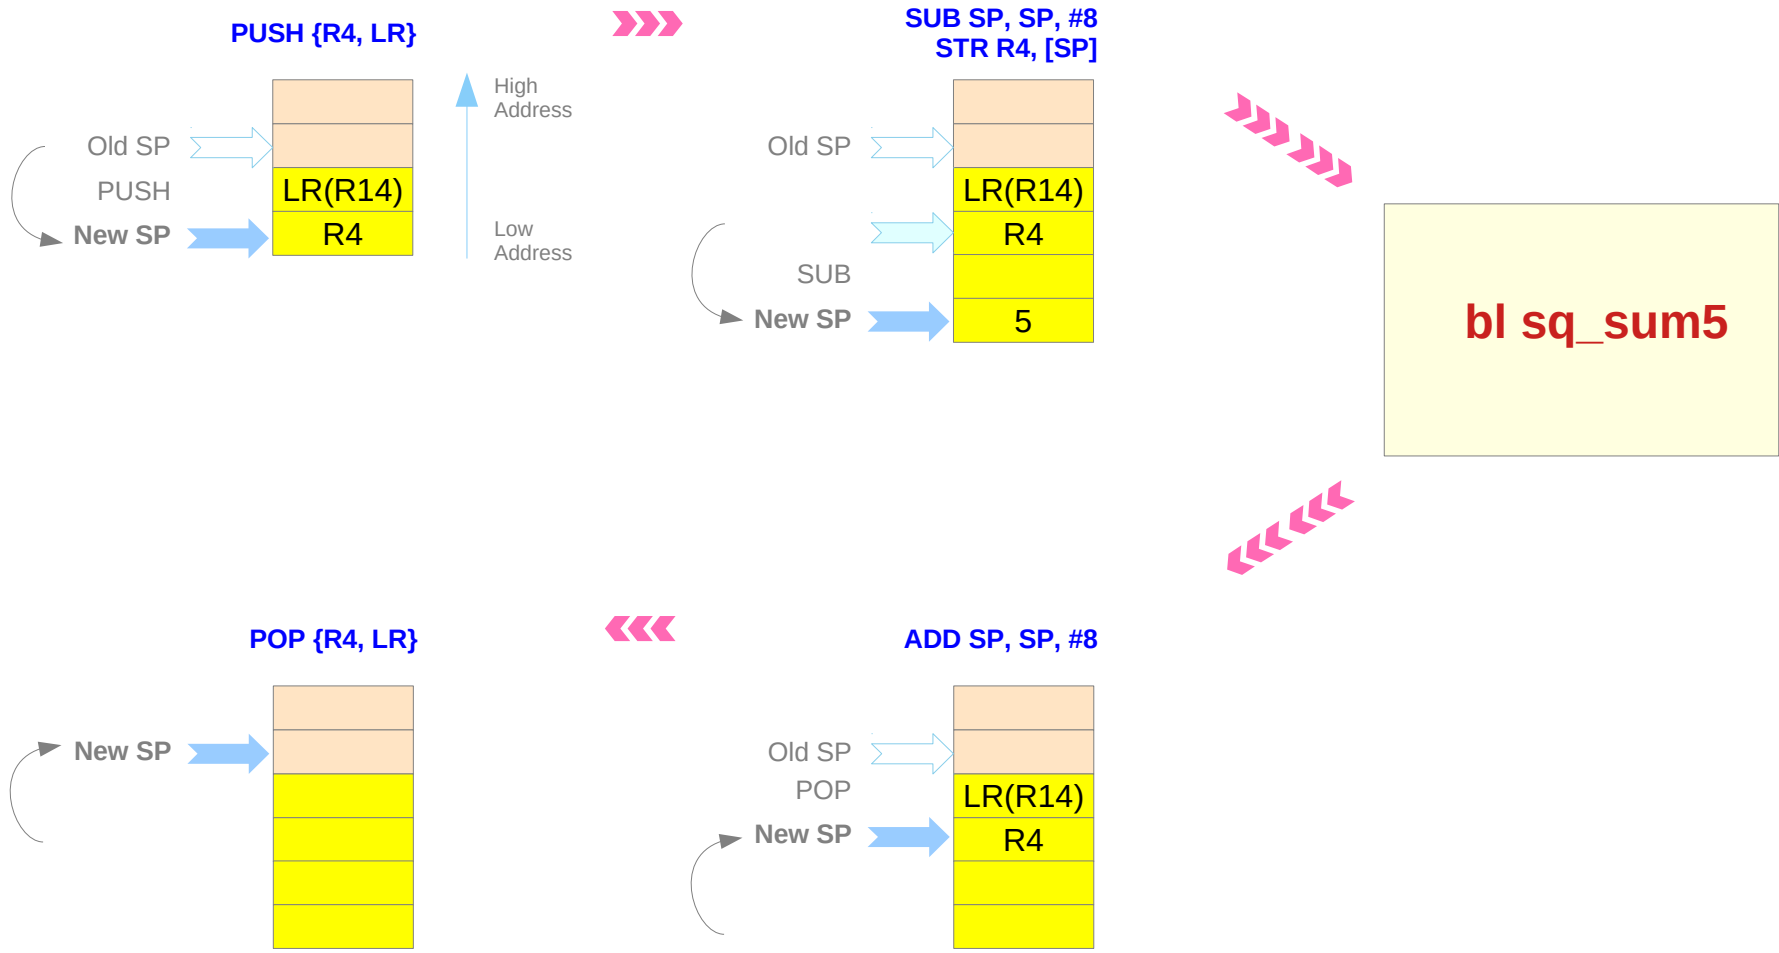 PUSH {R4, LR}
High
Address
Old SP
PUSH
LR(R14)
New SP
R4
Low
Address
SUB SP, SP, #8
STR R4, [SP]
Old SP
LR(R14)
R4
SUB
New SP
5
bl sq_sum5
POP {R4, LR}
New SP
ADD SP, SP, #8
Old SP
POP
LR(R14)
New SP
R4